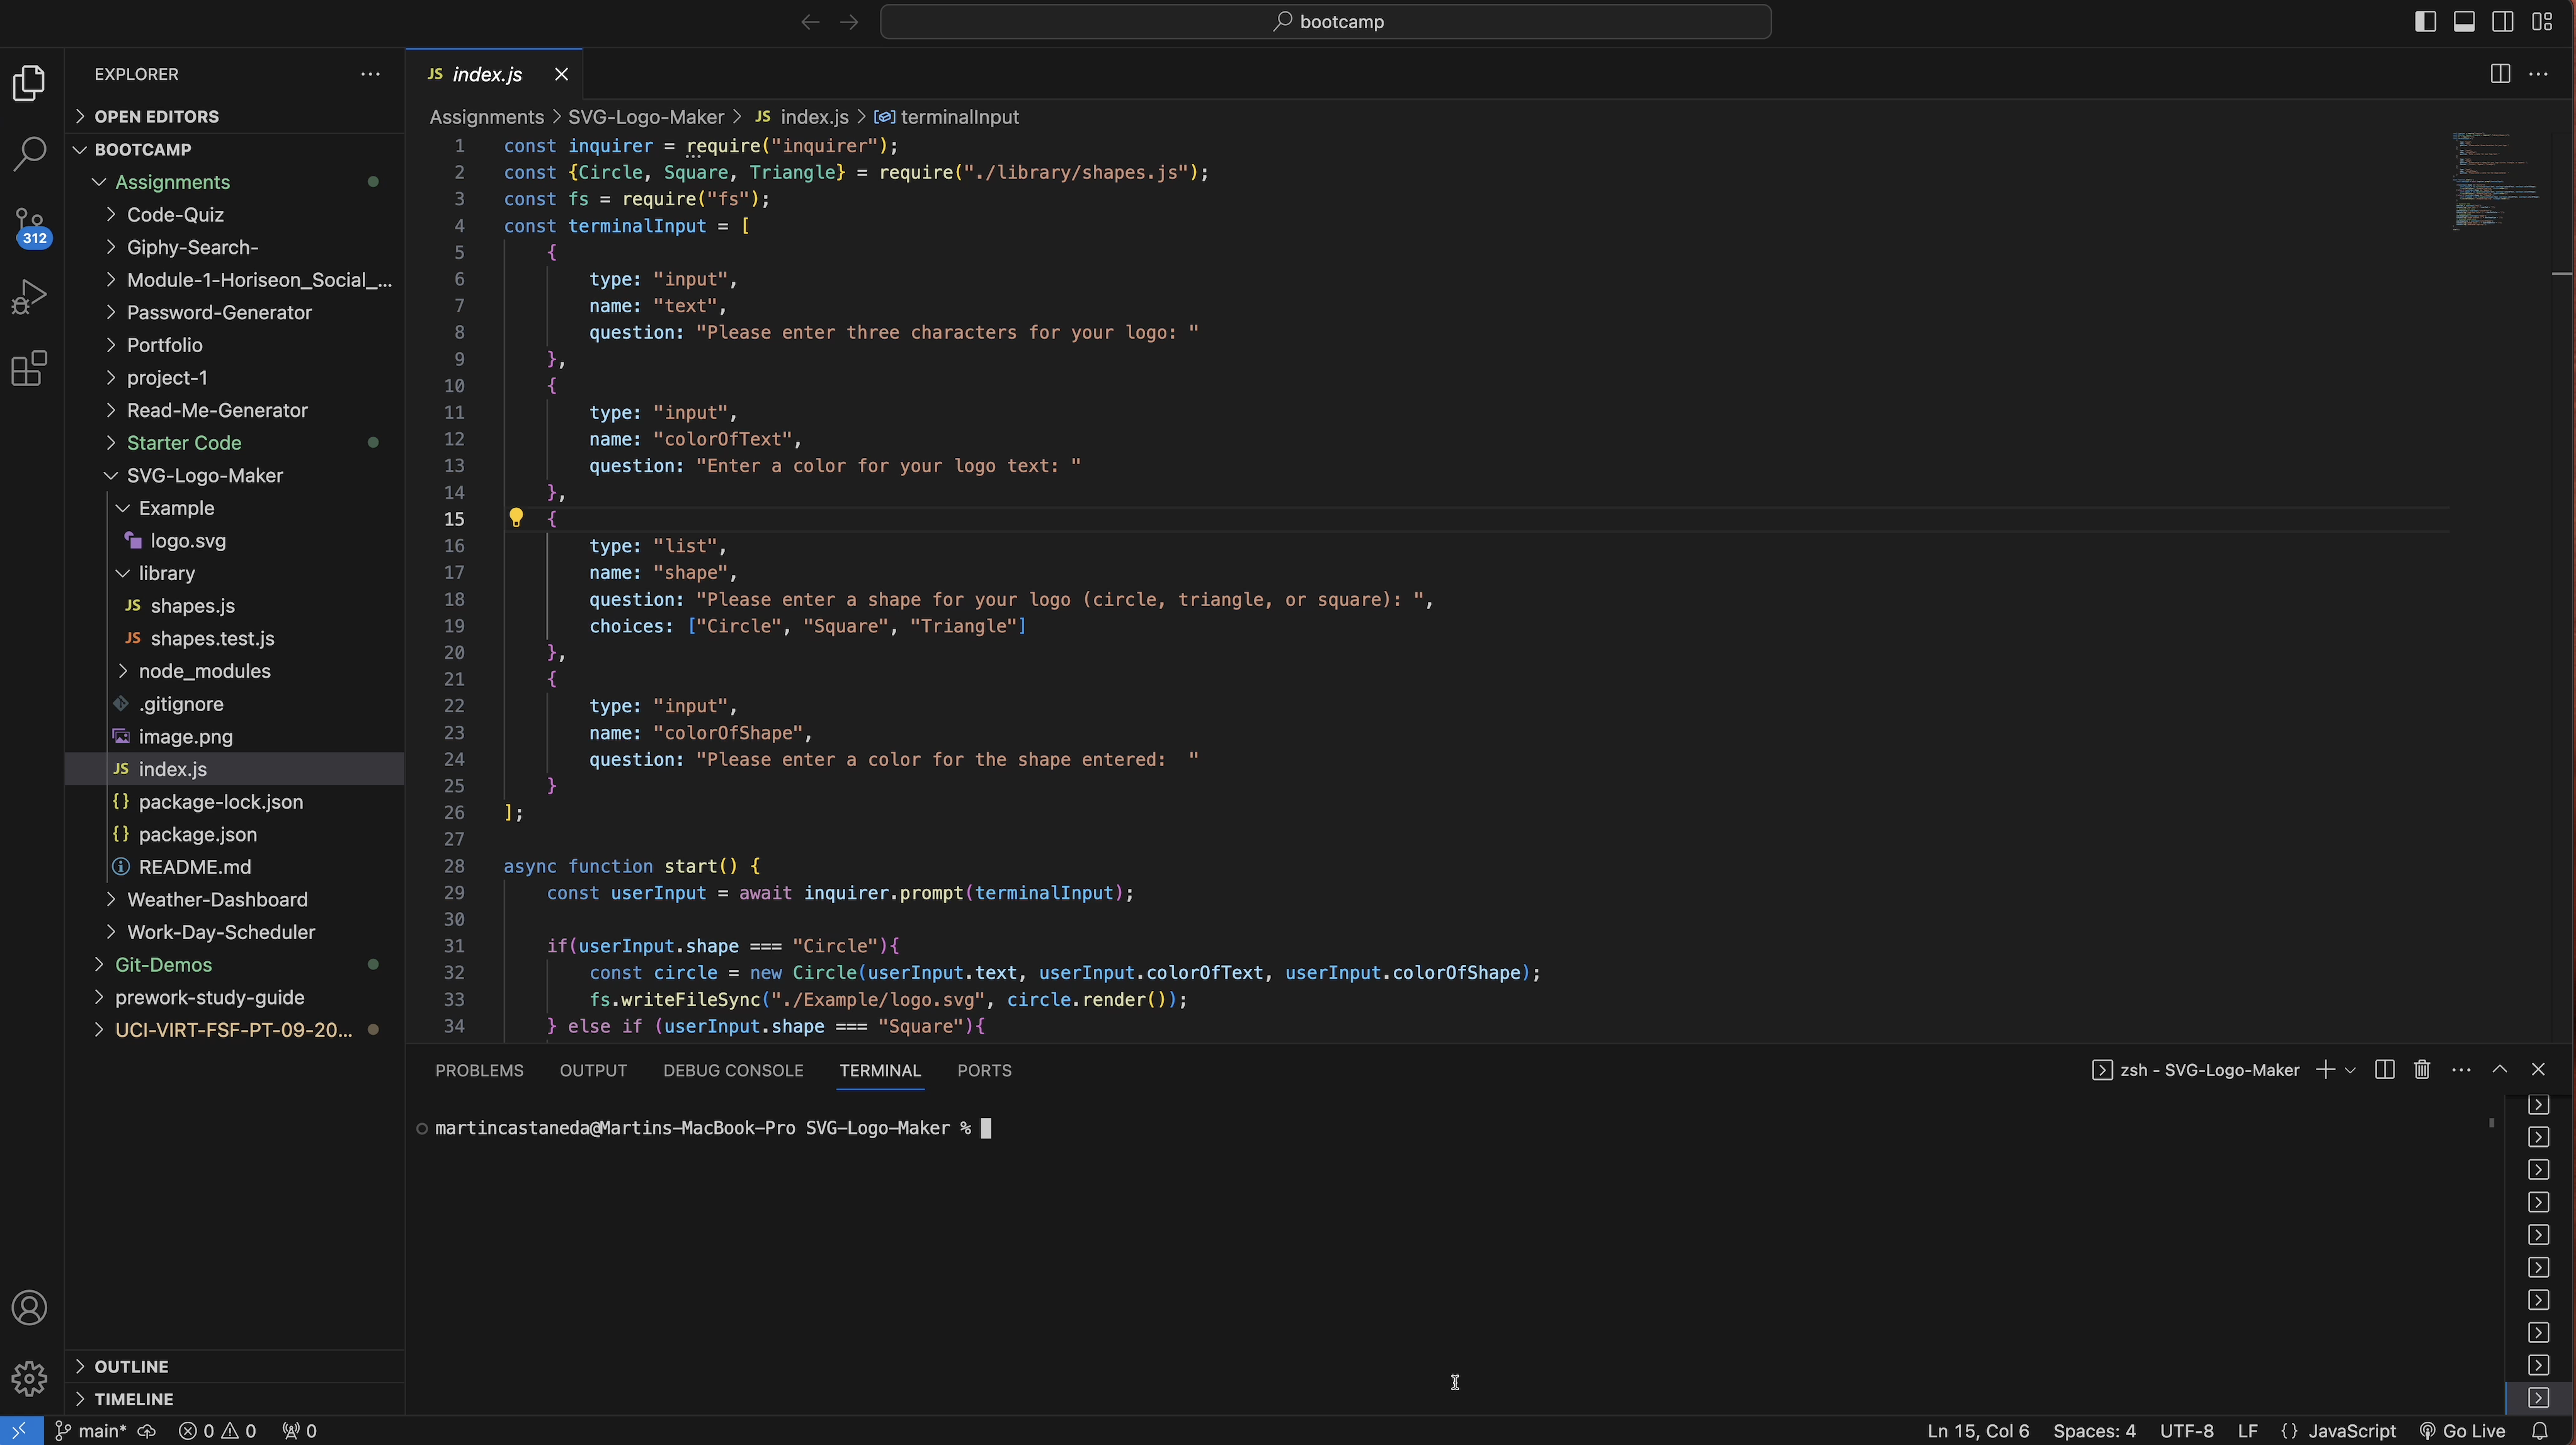 bootcamp
EXPLORER
OPEN EDITORS
BOOTCAMP
Assignments
Code-Quiz
Giphy-Search-
Module-1-Horiseon_Social_...
Password-Generator
Portfolio
project-1
Read-Me-Generator
Starter Code
SVG-Logo-Maker
Example
logo.svg
library
JS shapes.js
JS shapes.test.js
node_modules
.gitignore
image.png
JS index.js
{} package-lock.json
{} package.json
README.md
Weather-Dashboard
Work-Day-Scheduler
Git-Demos
prework-study-guide
UCI-VIRT-FSF-PT-09-20...
OUTLINE
TIMELINE
312
JS index.js
Assignments > SVG-Logo-Maker > JS index.js > terminalInput
1 const inquirer = require("inquirer");
2 const {Circle, Square, Triangle} = require("./library/shapes.js");
3 const fs = require("fs");
4 const terminalInput = [
5 {
6 type: "input",
7 name: "text",
8 question: "Please enter three characters for your logo: "
9 },
10 {
11 type: "input",
12 name: "colorOfText",
13 question: "Enter a color for your logo text: "
14 },
15 {
16 type: "list",
17 name: "shape",
18 question: "Please enter a shape for your logo (circle, triangle, or square): ",
19 choices: ["Circle", "Square", "Triangle"]
20 },
21 {
22 type: "input",
23 name: "colorOfShape",
24 question: "Please enter a color for the shape entered:  "
25 }
26 ];
27
28 async function start() {
29 const userInput = await inquirer.prompt(terminalInput);
30
31 if(userInput.shape === "Circle"){
32 const circle = new Circle(userInput.text, userInput.colorOfText, userInput.colorOfShape);
33 fs.writeFileSync("./Example/logo.svg", circle.render());
34 } else if (userInput.shape === "Square"){
PROBLEMS OUTPUT DEBUG CONSOLE TERMINAL PORTS
zsh - SVG-Logo-Maker
martincastaneda@Martins-MacBook-Pro SVG-Logo-Maker %
main* 0 0 0
Ln 15, Col 6 Spaces: 4 UTF-8 LF {} JavaScript Go Live